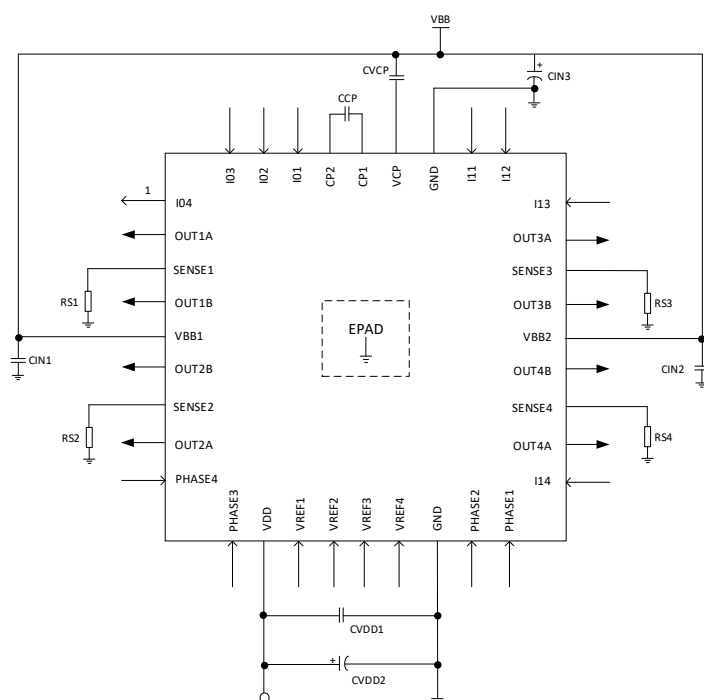 VBB
CVCP
+
CIN3
CCP
I03
I02
I01
CP2
CP1
VCP
GND
I11
I12
1
I04
I13
OUT1A
OUT3A
SENSE1
SENSE3
RS1
RS3
OUT1B
OUT3B
EPAD
VBB1
VBB2
CIN1
CIN2
OUT2B
OUT4B
SENSE2
SENSE4
RS2
RS4
OUT2A
OUT4A
PHASE4
I14
PHASE3
VDD
VREF1
VREF2
VREF3
VREF4
GND
PHASE2
PHASE1
CVDD1
+
CVDD2